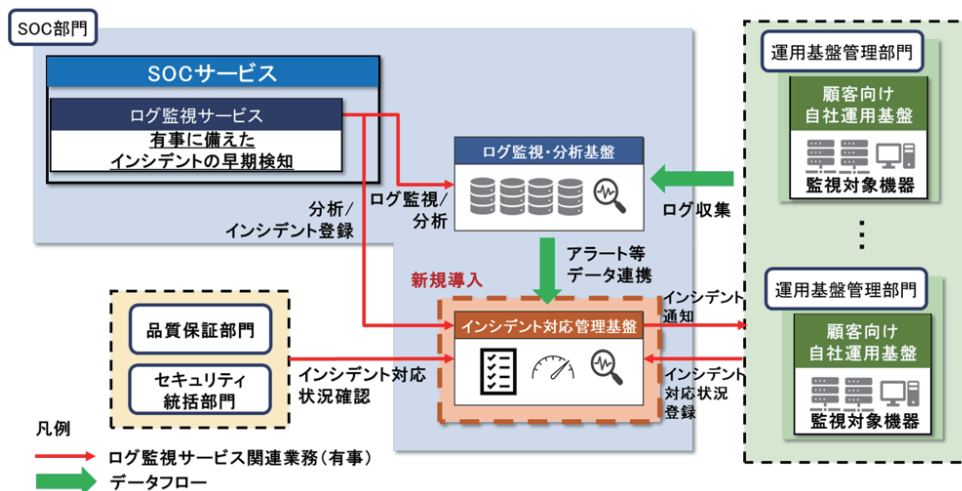 SOC部門
SOCサービス
ログ監視サービス
有事に備えた
インシデントの早期検知
分析/
インシデント登録
ログ監視/
分析
ログ監視・分析基盤
ログ収集
アラート等
データ連携
新規導入
インシデント対応管理基盤
インシデント
通知
インシデント
対応状況
登録
品質保証部門
セキュリティ
統括部門
インシデント対応
状況確認
運用基盤管理部門
顧客向け
自社運用基盤
監視対象機器
運用基盤管理部門
顧客向け
自社運用基盤
監視対象機器
凡例
ログ監視サービス関連業務(有事)
データフロー